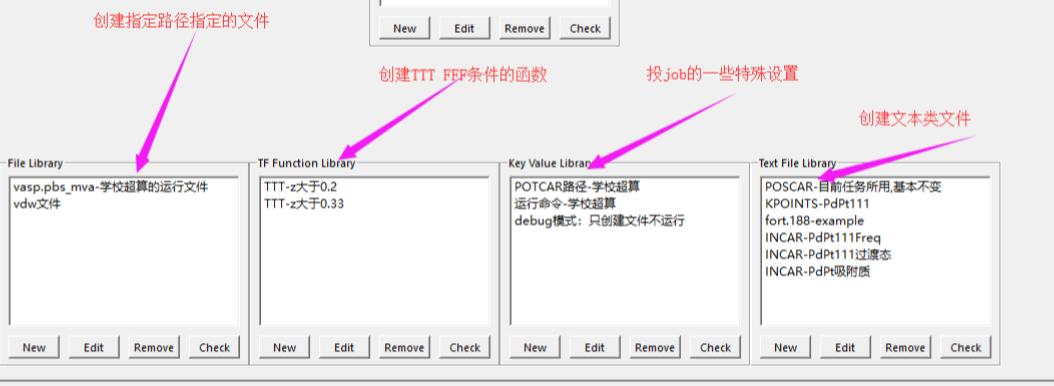 创建指定路径指定的文件
New Edit Remove Check
创建TTT FFF条件的函数
投job的一些特殊设置
创建文本类文件
File Library
vasp.pbs_mva-学校超算的运行文件
vdw文件
New Edit Remove Check
TF Function Library
TTT-z大于0.2
TTT-z大于0.33
New Edit Remove Check
Key Value Library
POTCAR路径-学校超算
运行命令-学校超算
debug模式：只创建文件不运行
New Edit Remove Check
Text File Library
POSCAR-目前任务所用,基本不变
KPOINTS-PdPt111
fort.188-example
INCAR-PdPt111Freq
INCAR-PdPt111过渡态
INCAR-PdPt吸附质
New Edit Remove Check